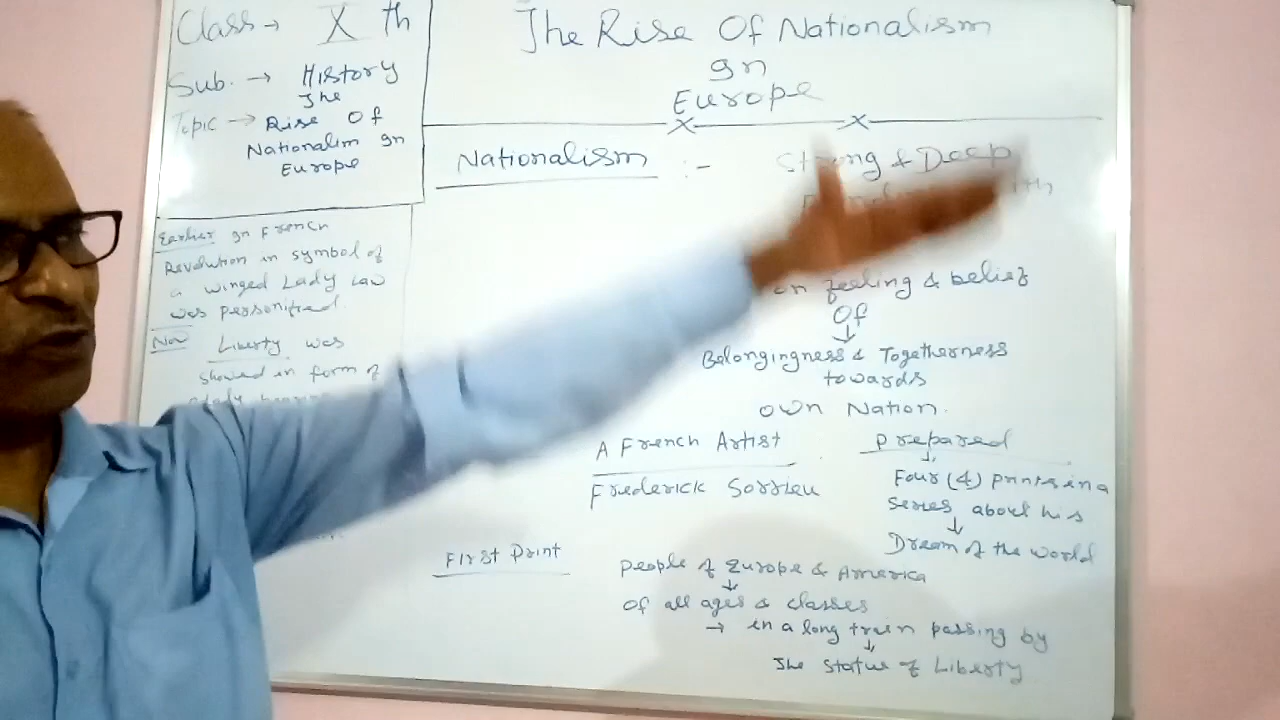 Class → X th
Sub. → History
Topic → The
Rise Of
Nationalim In
Europe
The Rise Of Nationalism
In
Europe
Nationalism :- Strong & Deep
feeling & belief
Of
↓
Belongingness & Togetherness
towards
own Nation.
Earlier In French
Revolution in symbol of
a winged Lady Law
was personified.
Now Liberty was
showed in form of
A French Artist
Frederick Sorrieu
Prepared
↓
Four (4) prints in a
series about his
↓
Dream of the world
First Print
people of Europe & America
↓
Of all ages & classes
→ in a long train passing by
↓
The Statue of Liberty